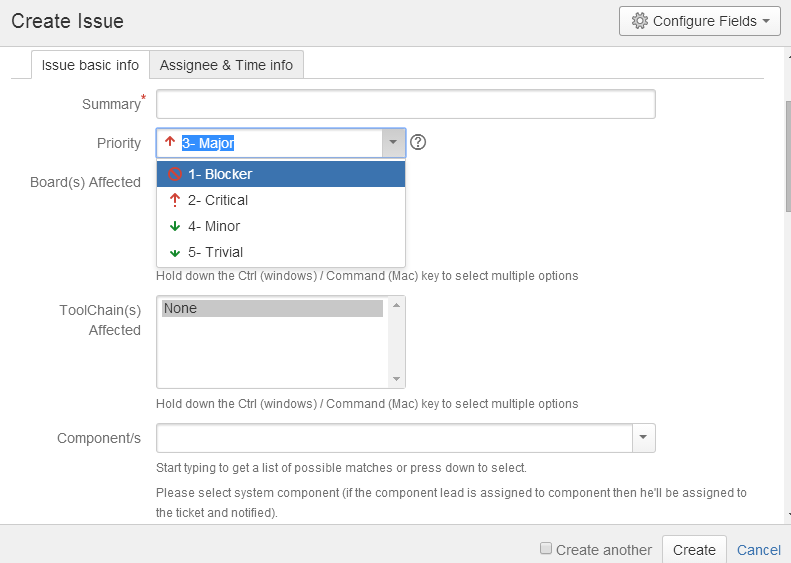 Create Issue
Configure Fields
Issue basic info
Assignee & Time info
Summary*
Priority
3- Major
1- Blocker
Board(s) Affected
2- Critical
4- Minor
5- Trivial
Hold down the Ctrl (windows) / Command (Mac) key to select multiple options
ToolChain(s)
Affected
None
Hold down the Ctrl (windows) / Command (Mac) key to select multiple options
Component/s
Start typing to get a list of possible matches or press down to select.
Please select system component (if the component lead is assigned to component then he'll be assigned to
the ticket and notified).
Create another
Create
Cancel